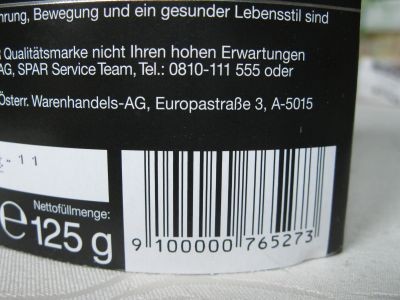 Bewegung und ein gesunder Lebensstil sind
Qualitätsmarke nicht Ihren hohen Erwartungen
AG, SPAR Service Team, Tel.: 0810-111 555 oder
Österr. Warenhandels-AG, Europastraße 3, A-5015
11
Nettofüllmenge:
e 125 g
9 100000 765273